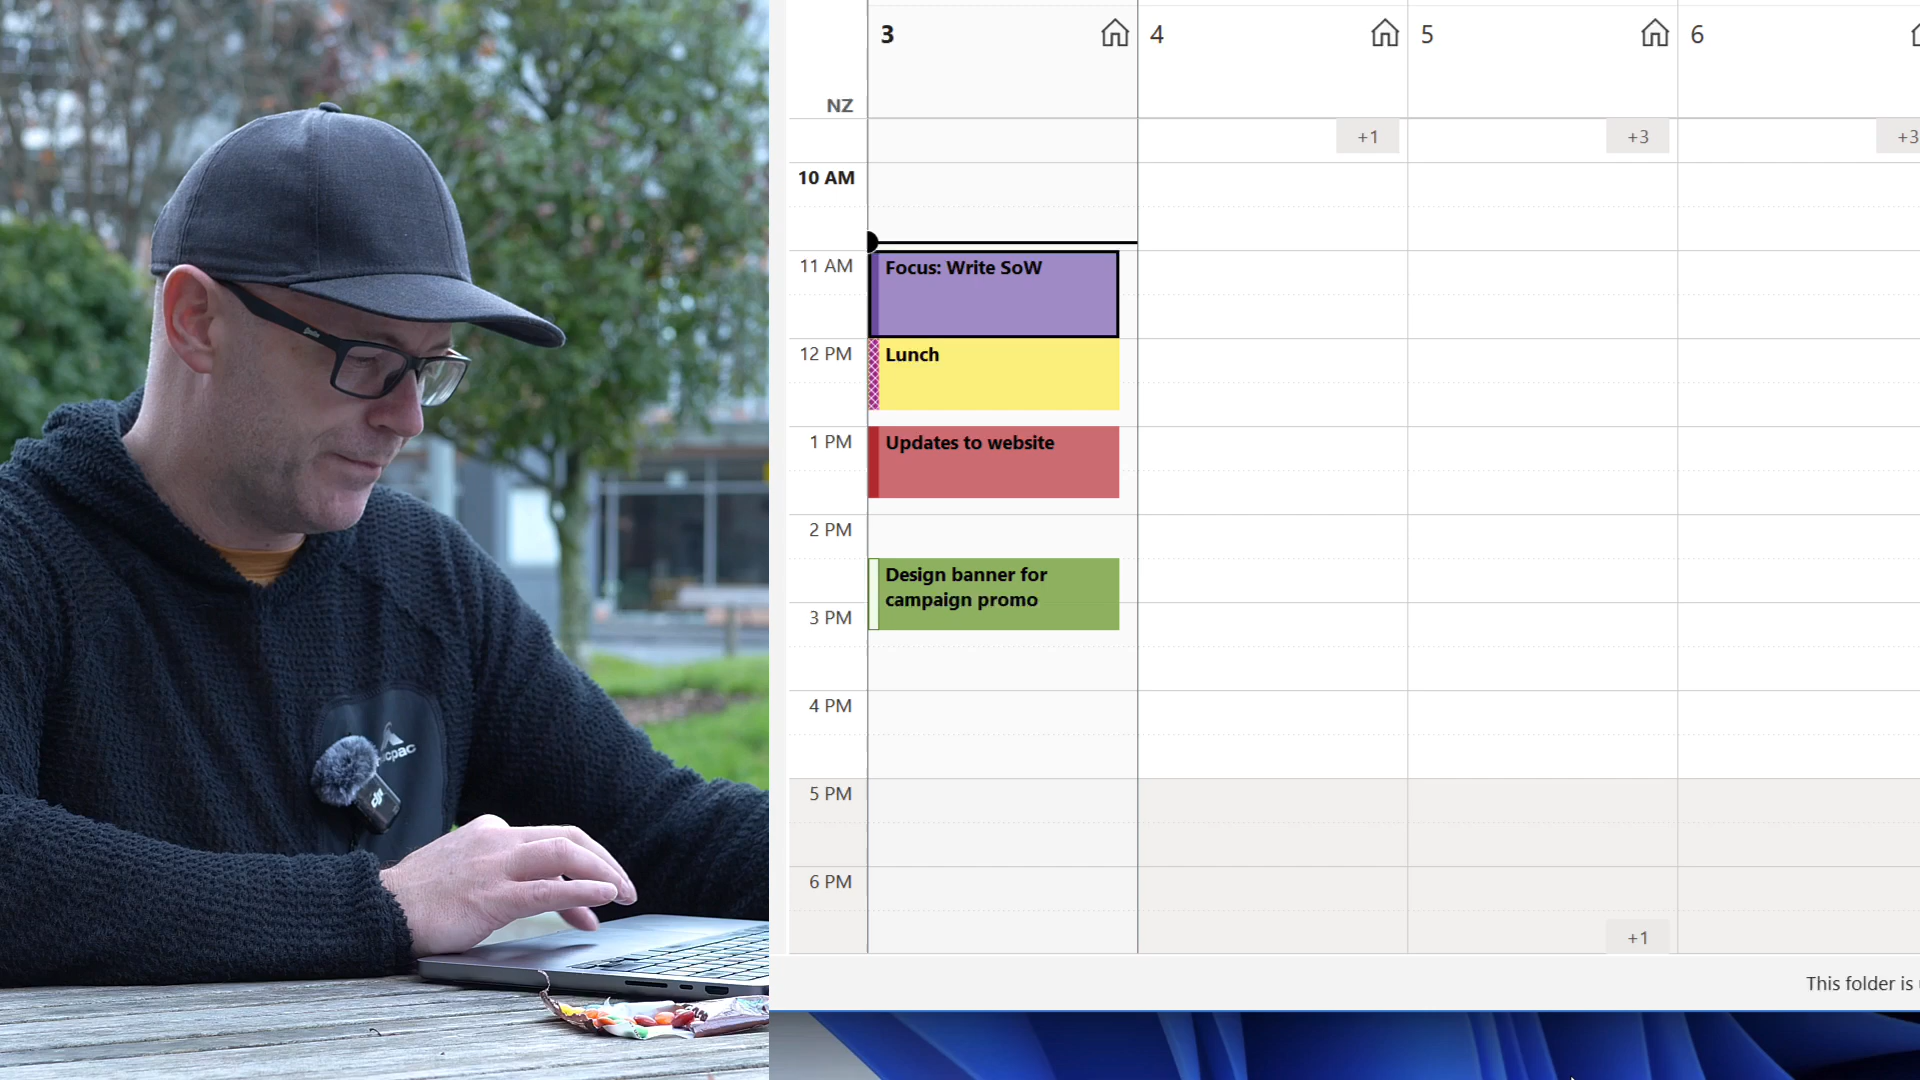 3
4
5
6
NZ
+1
+3
+3
10 AM
11 AM
Focus: Write SoW
12 PM
Lunch
1 PM
Updates to website
2 PM
Design banner for
campaign promo
3 PM
4 PM
5 PM
6 PM
+1
This folder is
cpac
dji